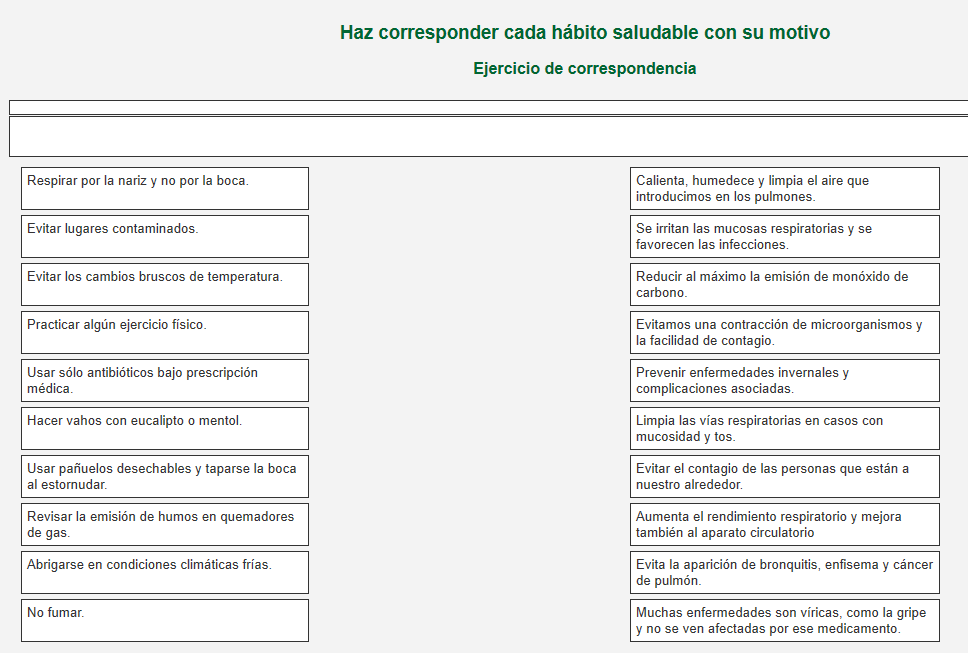 Haz corresponder cada hábito saludable con su motivo
Ejercicio de correspondencia
Respirar por la nariz y no por la boca.
Calienta, humedece y limpia el aire que
introducimos en los pulmones.
Evitar lugares contaminados.
Se irritan las mucosas respiratorias y se
favorecen las infecciones.
Evitar los cambios bruscos de temperatura.
Reducir al máximo la emisión de monóxido de
carbono.
Practicar algún ejercicio físico.
Evitamos una contracción de microorganismos y
la facilidad de contagio.
Usar sólo antibióticos bajo prescripción
médica.
Prevenir enfermedades invernales y
complicaciones asociadas.
Hacer vahos con eucalipto o mentol.
Limpia las vías respiratorias en casos con
mucosidad y tos.
Usar pañuelos desechables y taparse la boca
al estornudar.
Evitar el contagio de las personas que están a
nuestro alrededor.
Revisar la emisión de humos en quemadores
de gas.
Aumenta el rendimiento respiratorio y mejora
también al aparato circulatorio
Abrigarse en condiciones climáticas frías.
Evita la aparición de bronquitis, enfisema y cáncer
de pulmón.
No fumar.
Muchas enfermedades son víricas, como la gripe
y no se ven afectadas por ese medicamento.